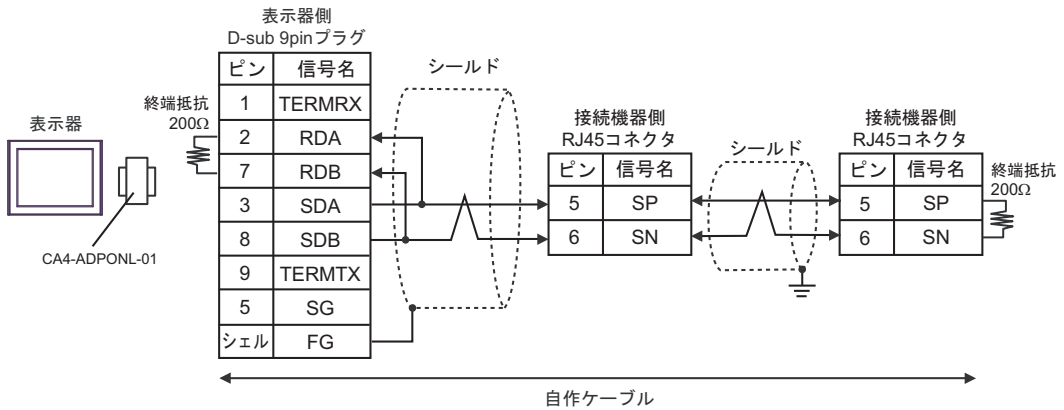 表示器
CA4-ADPONL-01
表示器側
D-sub 9pinプラグ
ピン 信号名
1 TERMRX
2 RDA
7 RDB
3 SDA
8 SDB
9 TERMTX
5 SG
シェル FG
終端抵抗
200Ω
シールド
接続機器側
RJ45コネクタ
ピン 信号名
5 SP
6 SN
シールド
接続機器側
RJ45コネクタ
ピン 信号名
5 SP
6 SN
終端抵抗
200Ω
自作ケーブル